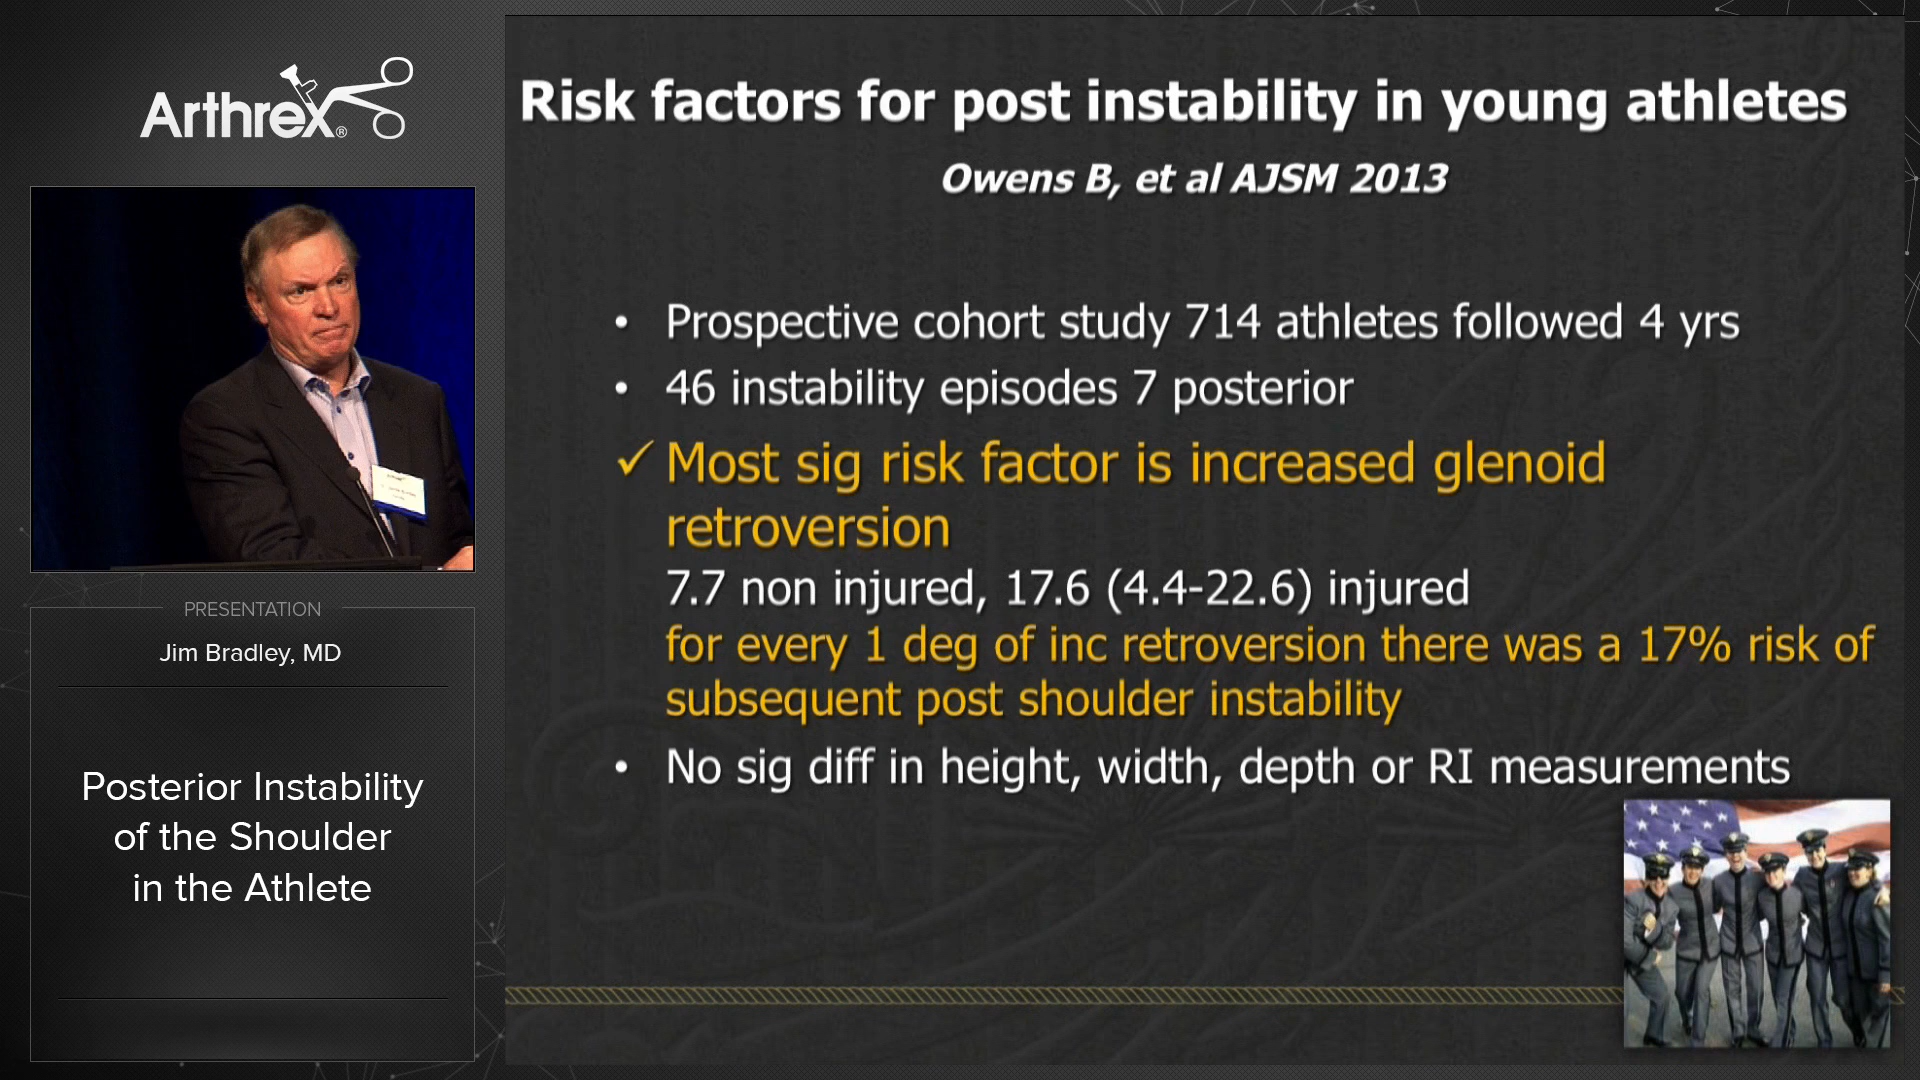 Arthrex®
PRESENTATION
Jim Bradley, MD
Posterior Instability
of the Shoulder
in the Athlete
Risk factors for post instability in young athletes
Owens B, et al AJSM 2013
• Prospective cohort study 714 athletes followed 4 yrs
• 46 instability episodes 7 posterior
✓ Most sig risk factor is increased glenoid
retroversion
7.7 non injured, 17.6 (4.4-22.6) injured
for every 1 deg of inc retroversion there was a 17% risk of
subsequent post shoulder instability
• No sig diff in height, width, depth or RI measurements